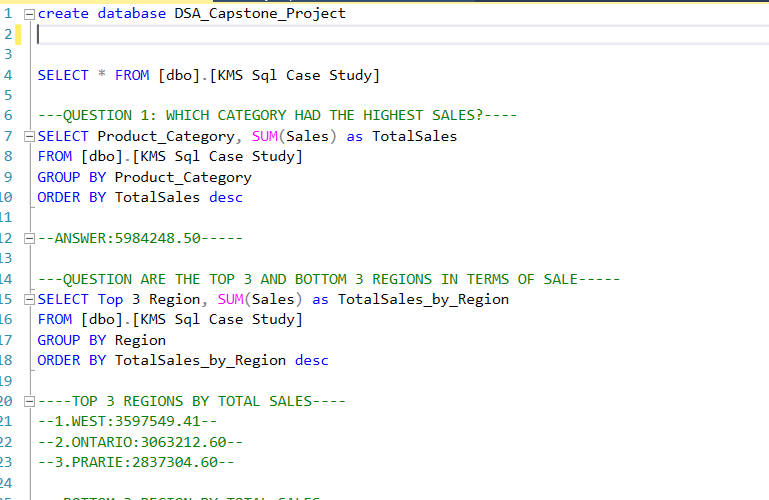 1 create database DSA_Capstone_Project
2
3
4 SELECT * FROM [dbo].[KMS Sql Case Study]
5
6 ---QUESTION 1: WHICH CATEGORY HAD THE HIGHEST SALES?----
7 SELECT Product_Category, SUM(Sales) as TotalSales
8 FROM [dbo].[KMS Sql Case Study]
9 GROUP BY Product_Category
10 ORDER BY TotalSales desc
11
12 --ANSWER:5984248.50-----
13
14 ---QUESTION ARE THE TOP 3 AND BOTTOM 3 REGIONS IN TERMS OF SALE-----
15 SELECT Top 3 Region, SUM(Sales) as TotalSales_by_Region
16 FROM [dbo].[KMS Sql Case Study]
17 GROUP BY Region
18 ORDER BY TotalSales_by_Region desc
19
20 ----TOP 3 REGIONS BY TOTAL SALES----
21 --1.WEST:3597549.41--
22 --2.ONTARIO:3063212.60--
23 --3.PRARIE:2837304.60--
24
BOTTOM 3 REGION BY TOTAL SALES